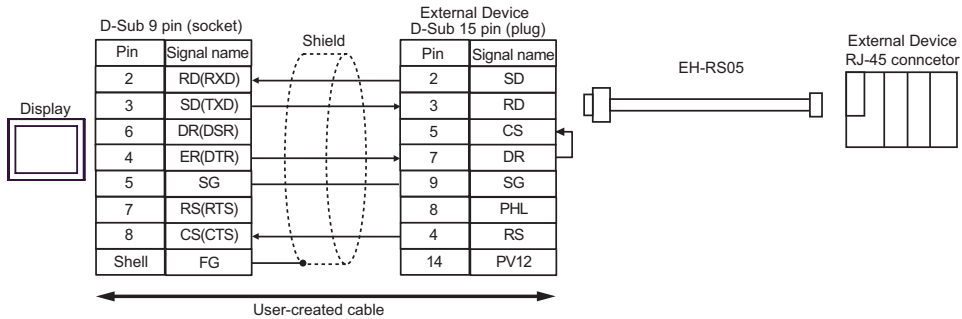 D-Sub 9 pin (socket)
Shield
External Device
D-Sub 15 pin (plug)
EH-RS05
External Device
RJ-45 conncetor
Display
Pin Signal name Pin Signal name
2 RD(RXD) 2 SD
3 SD(TXD) 3 RD
6 DR(DSR) 5 CS
4 ER(DTR) 7 DR
5 SG 9 SG
7 RS(RTS) 8 PHL
8 CS(CTS) 4 RS
Shell FG 14 PV12
User-created cable